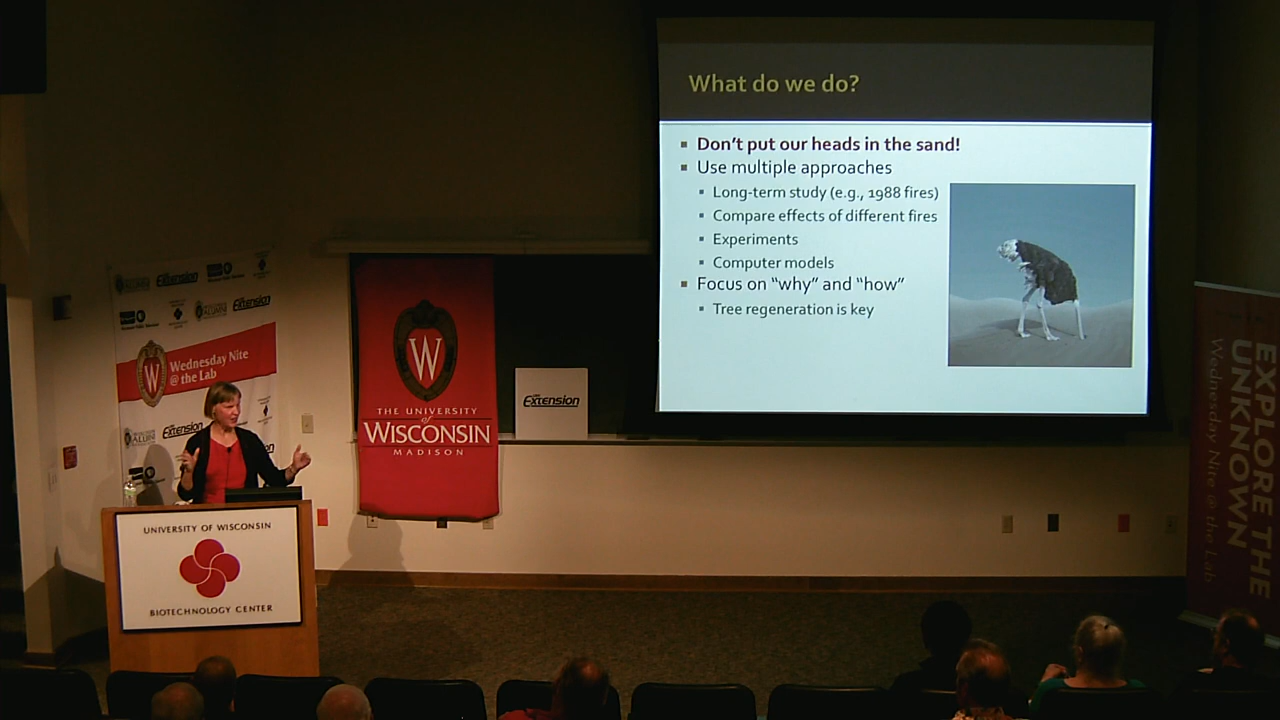 What do we do?
Don't put our heads in the sand!
Use multiple approaches
Long-term study (e.g., 1988 fires)
Compare effects of different fires
Experiments
Computer models
Focus on "why" and "how"
Tree regeneration is key
Extension
Extension
Wednesday Nite
@ the Lab
W
Extension
W
THE UNIVERSITY
of
WISCONSIN
MADISON
Extension
UNIVERSITY OF WISCONSIN
BIOTECHNOLOGY CENTER
EXPLORE THE
UNKNOWN
Wednesday Nite @ the Lab